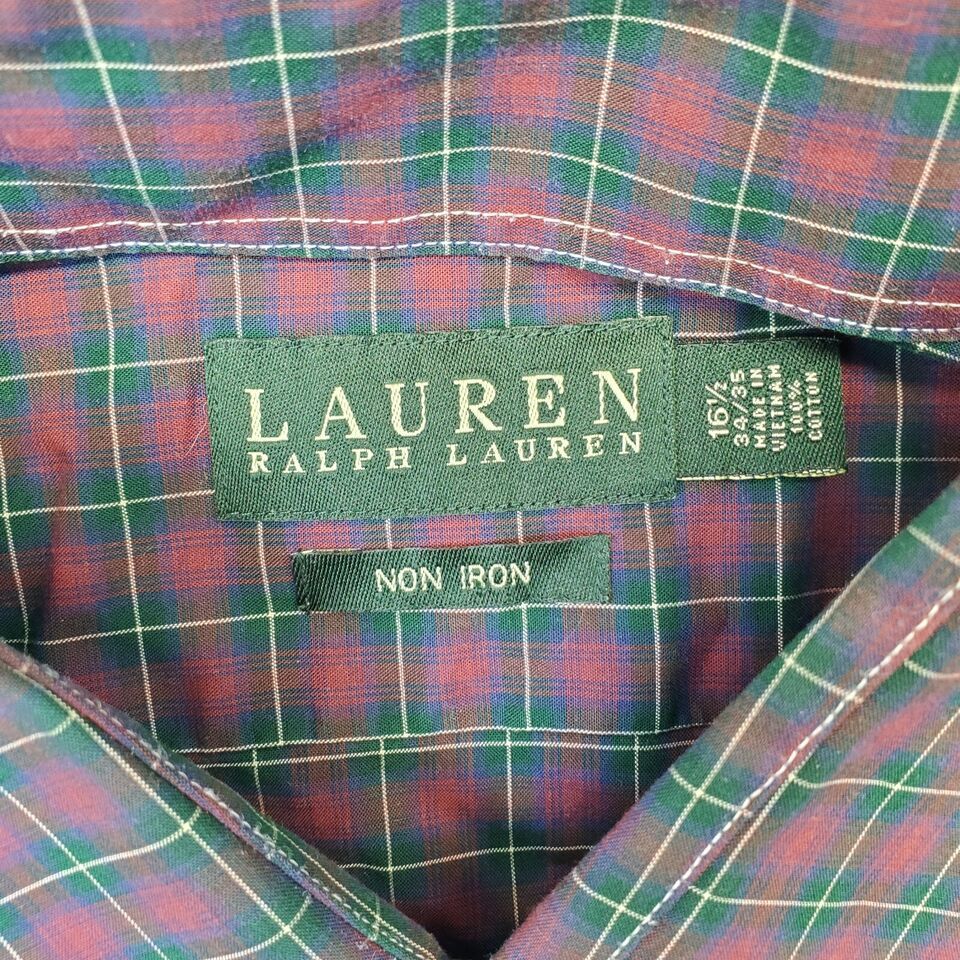 LAUREN
RALPH LAUREN
16½
34/35
MADE IN
VIETNAM
100%
COTTON
NON IRON